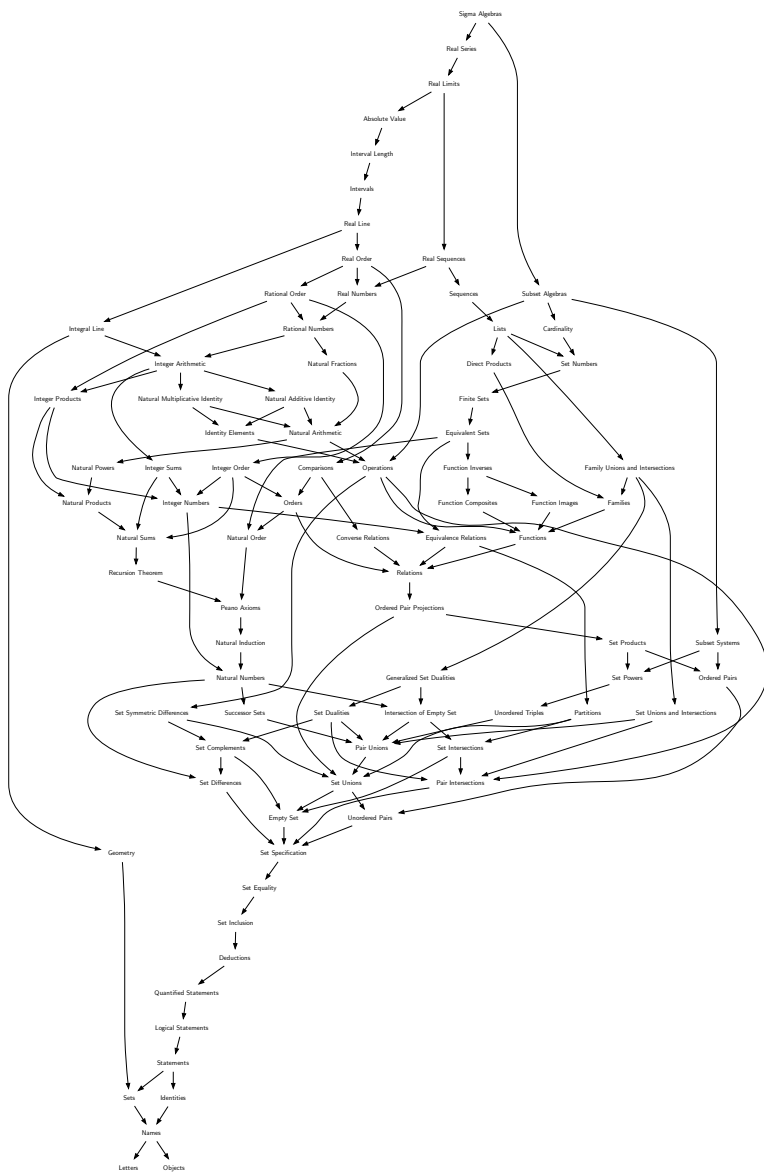 Sigma Algebras
Real Series
Real Limits
Absolute Value
Interval Length
Intervals
Real Line
Real Order
Real Sequences
Rational Order
Real Numbers
Sequences
Subset Algebras
Integral Line
Rational Numbers
Lists
Cardinality
Integer Arithmetic
Natural Fractions
Direct Products
Set Numbers
Integer Products
Natural Multiplicative Identity
Natural Additive Identity
Finite Sets
Identity Elements
Natural Arithmetic
Equivalent Sets
Natural Powers
Integer Sums
Integer Order
Comparisons
Operations
Function Inverses
Family Unions and Intersections
Natural Products
Integer Numbers
Orders
Function Composites
Function Images
Families
Natural Sums
Natural Order
Converse Relations
Equivalence Relations
Functions
Recursion Theorem
Relations
Peano Axioms
Ordered Pair Projections
Natural Induction
Set Products
Subset Systems
Natural Numbers
Generalized Set Dualities
Set Powers
Ordered Pairs
Set Symmetric Differences
Successor Sets
Set Dualities
Intersection of Empty Set
Unordered Triples
Partitions
Set Unions and Intersections
Set Complements
Pair Unions
Set Intersections
Set Differences
Set Unions
Pair Intersections
Empty Set
Unordered Pairs
Geometry
Set Specification
Set Equality
Set Inclusion
Deductions
Quantified Statements
Logical Statements
Statements
Sets
Identities
Names
Letters
Objects